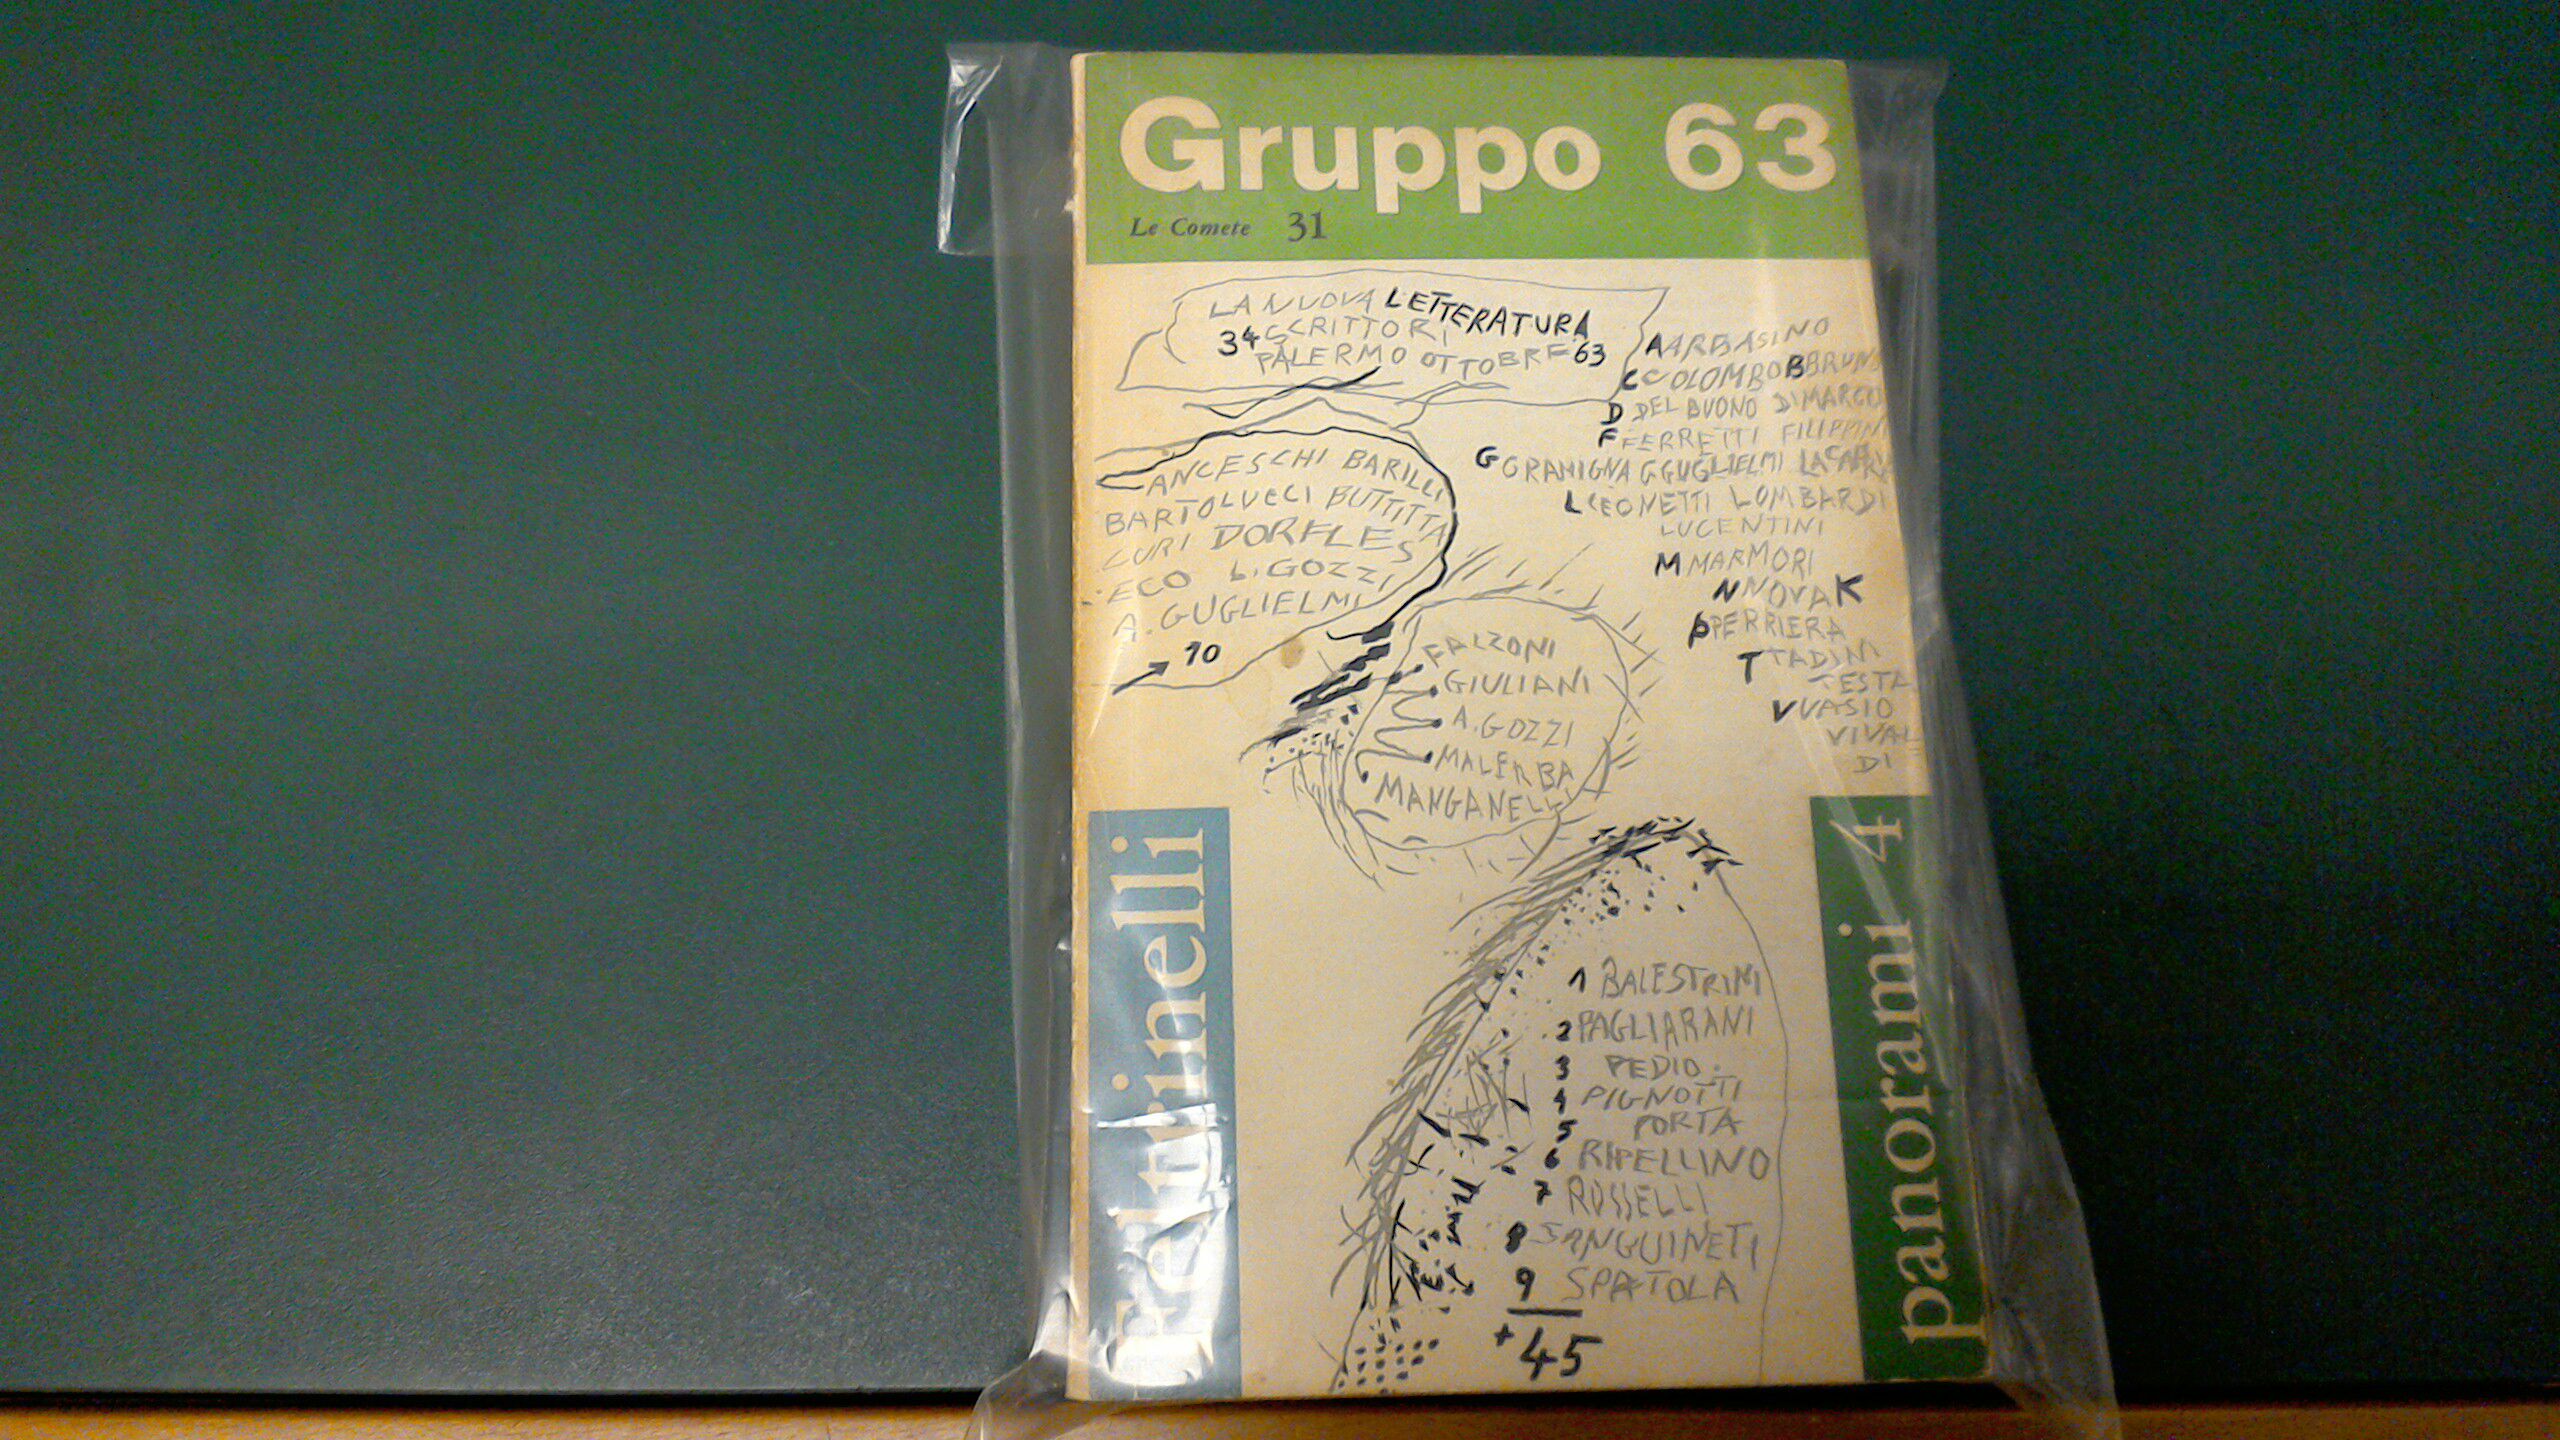 Gruppo 63
Le Comete 31
LA NUOVA LETTERATURA
34 SCRITTORI
PALERMO OTTOBRE 63
A ARBASINO
C COLOMBO B BRUNO
D DEL BUONO DI MARCO
F FERRETTI FILIPPINI
G GRAMIGNA G GUGLIELMI LA CAPRIA
L LEONETTI LOMBARDI
LUCENTINI
M MARMORI
N NOVAK
P PERRIERA
T TADINI
TESTA
V VASIO
VIVAL
DI
ANCESCHI BARILLI
BARTOLUCCI BUTTITTA
CURI DORFLES
ECO L. GOZZI
A. GUGLIELMI
10
FALZONI
GIULIANI
A. GOZZI
MALERBA
MANGANELLI
1 BALESTRINI
2 PAGLIARANI
3 PEDIO
4 PIGNOTTI
5 PORTA
6 RIPELLINO
7 ROSSELLI
8 SANGUINETI
9 SPATOLA
+45
Feltrinelli
panorami 4